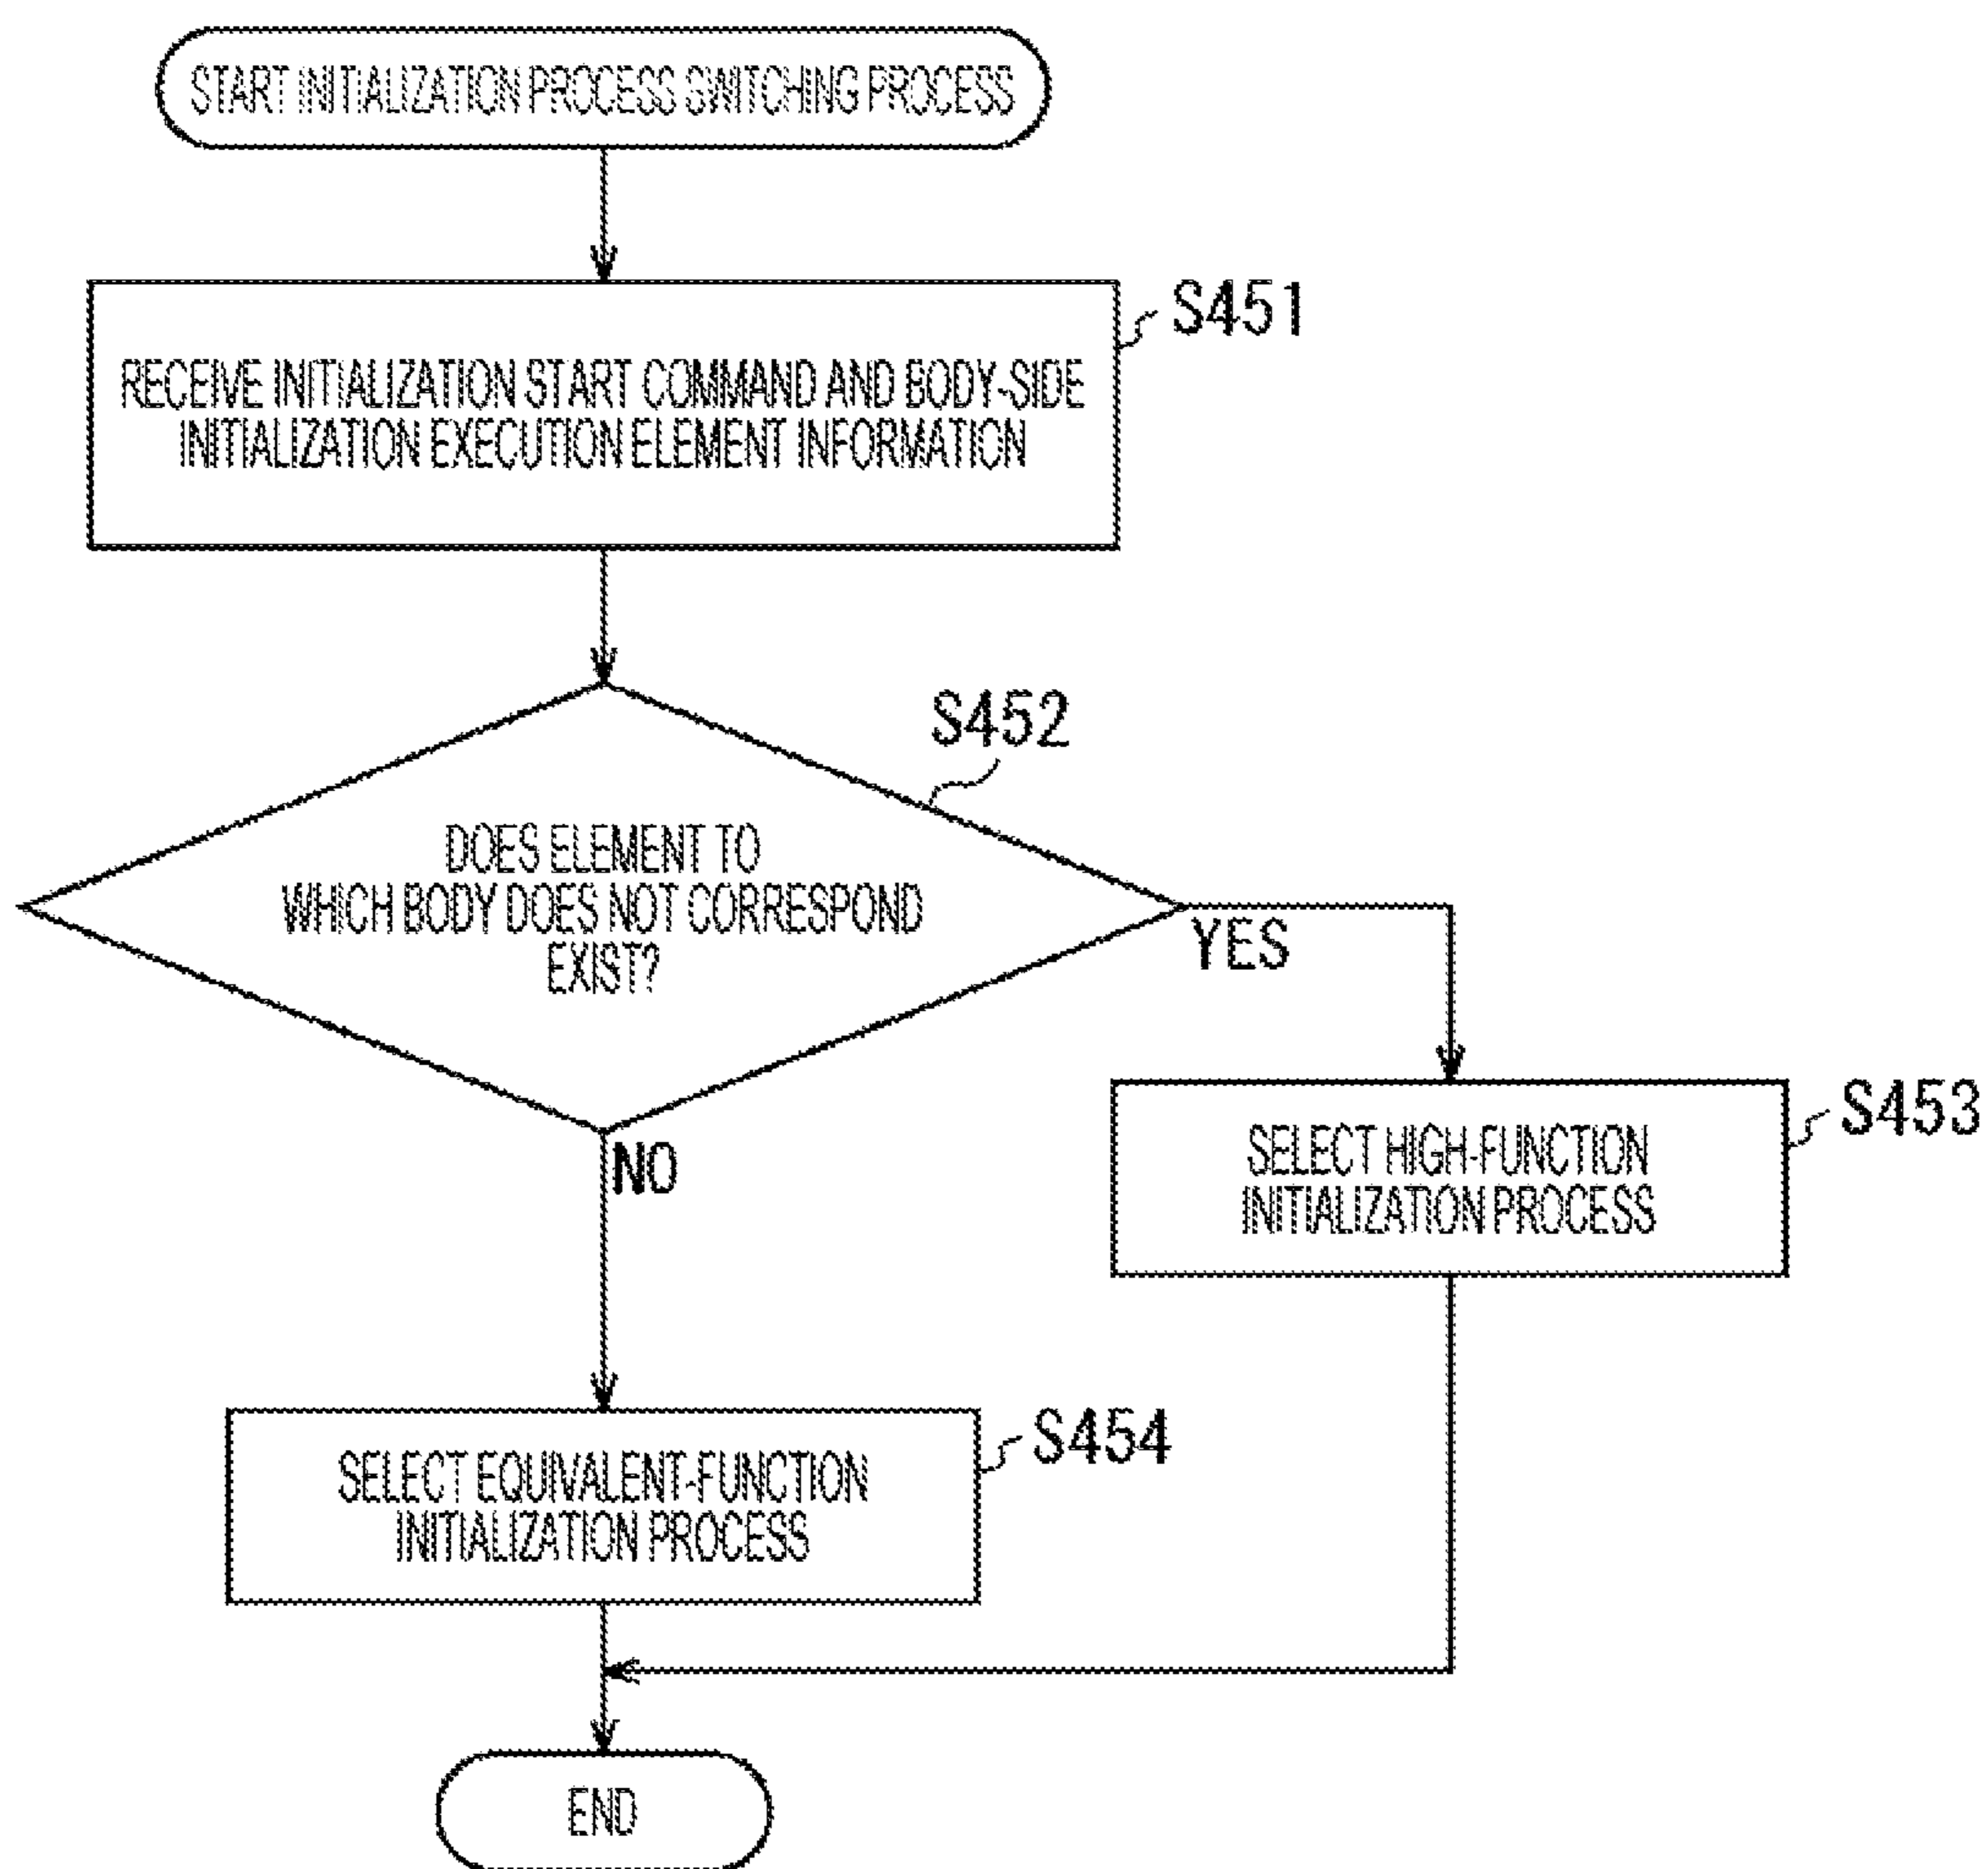 START INITIALIZATION PROCESS SWITCHING PROCESS
S451
RECEIVE INITIALIZATION START COMMAND AND BODY-SIDE
INITIALIZATION EXECUTION ELEMENT INFORMATION
S452
DOES ELEMENT TO
WHICH BODY DOES NOT CORRESPOND
EXIST?
YES
NO
S453
SELECT HIGH-FUNCTION
INITIALIZATION PROCESS
S454
SELECT EQUIVALENT-FUNCTION
INITIALIZATION PROCESS
END